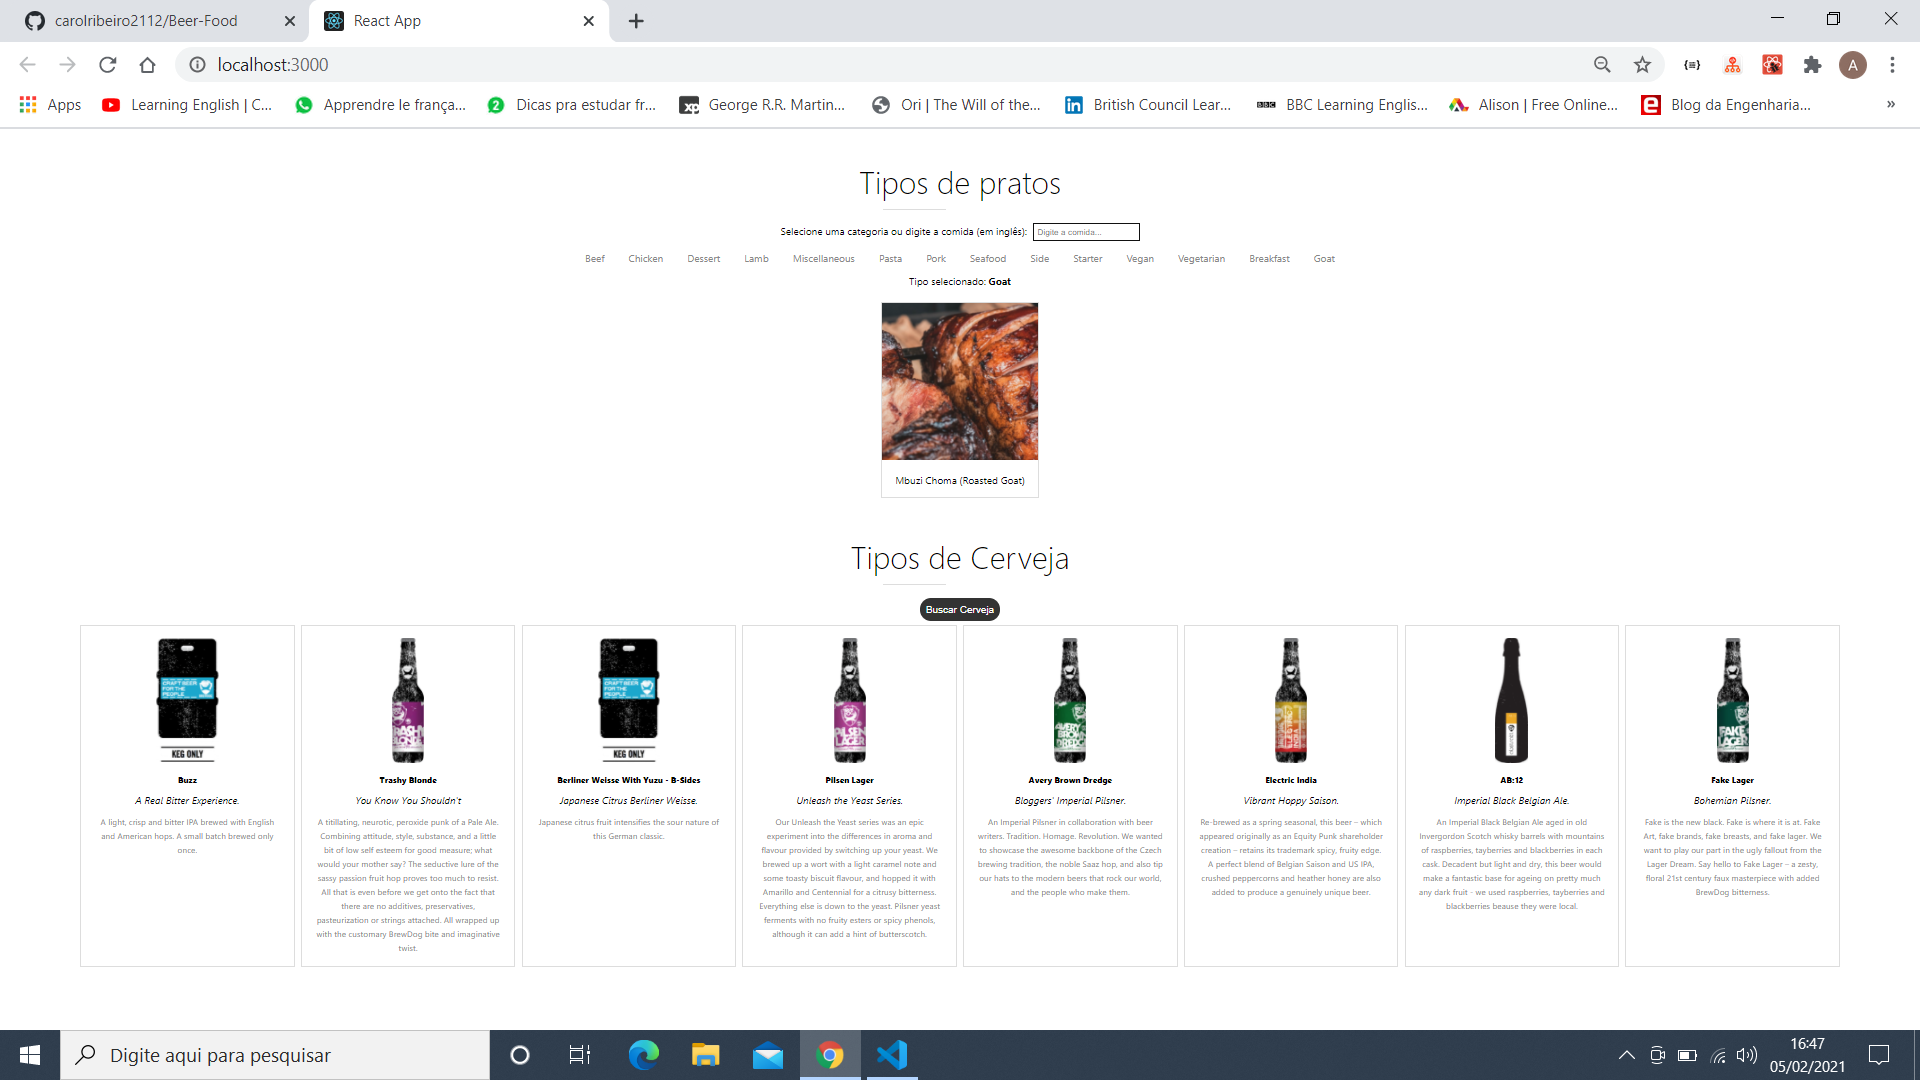 carolribeiro2112/Beer-Food
React App
localhost:3000
A
Apps
Learning English | C...
Apprendre le frança...
Dicas pra estudar fr...
George R.R. Martin...
Ori | The Will of the...
British Council Lear...
BBC Learning Englis...
Alison | Free Online...
Blog da Engenharia...
»
Tipos de pratos
Selecione uma categoria ou digite a comida (em inglês): Digite a comida...
Beef Chicken Dessert Lamb Miscellaneous Pasta Pork Seafood Side Starter Vegan Vegetarian Breakfast Goat
Tipo selecionado: Goat
Mbuzi Choma (Roasted Goat)
Tipos de Cerveja
Buscar Cerveja
CRAFT BEER
FOR THE
PEOPLE
KEG ONLY
Buzz
A Real Bitter Experience.
A light, crisp and bitter IPA brewed with English
and American hops. A small batch brewed only
once.
Trashy Blonde
You Know You Shouldn't
A titillating, neurotic, peroxide punk of a Pale Ale.
Combining attitude, style, substance, and a little
bit of low self esteem for good measure; what
would your mother say? The seductive lure of the
sassy passion fruit hop proves too much to resist.
All that is even before we get onto the fact that
there are no additives, preservatives,
pasteurization or strings attached. All wrapped up
with the customary BrewDog bite and imaginative
twist.
CRAFT BEER
FOR THE
PEOPLE
KEG ONLY
Berliner Weisse With Yuzu - B-Sides
Japanese Citrus Berliner Weisse.
Japanese citrus fruit intensifies the sour nature of
this German classic.
PILSEN
LAGER
Pilsen Lager
Unleash the Yeast Series.
Our Unleash the Yeast series was an epic
experiment into the differences in aroma and
flavour provided by switching up your yeast. We
brewed up a wort with a light caramel note and
some toasty biscuit flavour, and hopped it with
Amarillo and Centennial for a citrusy bitterness.
Everything else is down to the yeast. Pilsner yeast
ferments with no fruity esters or spicy phenols,
although it can add a hint of butterscotch.
AVERY
BROWN
DREDGE
Avery Brown Dredge
Bloggers' Imperial Pilsner.
An Imperial Pilsner in collaboration with beer
writers. Tradition. Homage. Revolution. We wanted
to showcase the awesome backbone of the Czech
brewing tradition, the noble Saaz hop, and also tip
our hats to the modern beers that rock our world,
and the people who make them.
Electric India
Vibrant Hoppy Saison.
Re-brewed as a spring seasonal, this beer – which
appeared originally as an Equity Punk shareholder
creation – retains its trademark spicy, fruity edge.
A perfect blend of Belgian Saison and US IPA,
crushed peppercorns and heather honey are also
added to produce a genuinely unique beer.
AB:12
Imperial Black Belgian Ale.
An Imperial Black Belgian Ale aged in old
Invergordon Scotch whisky barrels with mountains
of raspberries, tayberries and blackberries in each
cask. Decadent but light and dry, this beer would
make a fantastic base for ageing on pretty much
any dark fruit - we used raspberries, tayberries and
blackberries beause they were local.
FAKE
LAGER
Fake Lager
Bohemian Pilsner.
Fake is the new black. Fake is where it is at. Fake
Art, fake brands, fake breasts, and fake lager. We
want to play our part in the ugly fallout from the
Lager Dream. Say hello to Fake Lager – a zesty,
floral 21st century faux masterpiece with added
BrewDog bitterness.
Digite aqui para pesquisar
16:47
05/02/2021